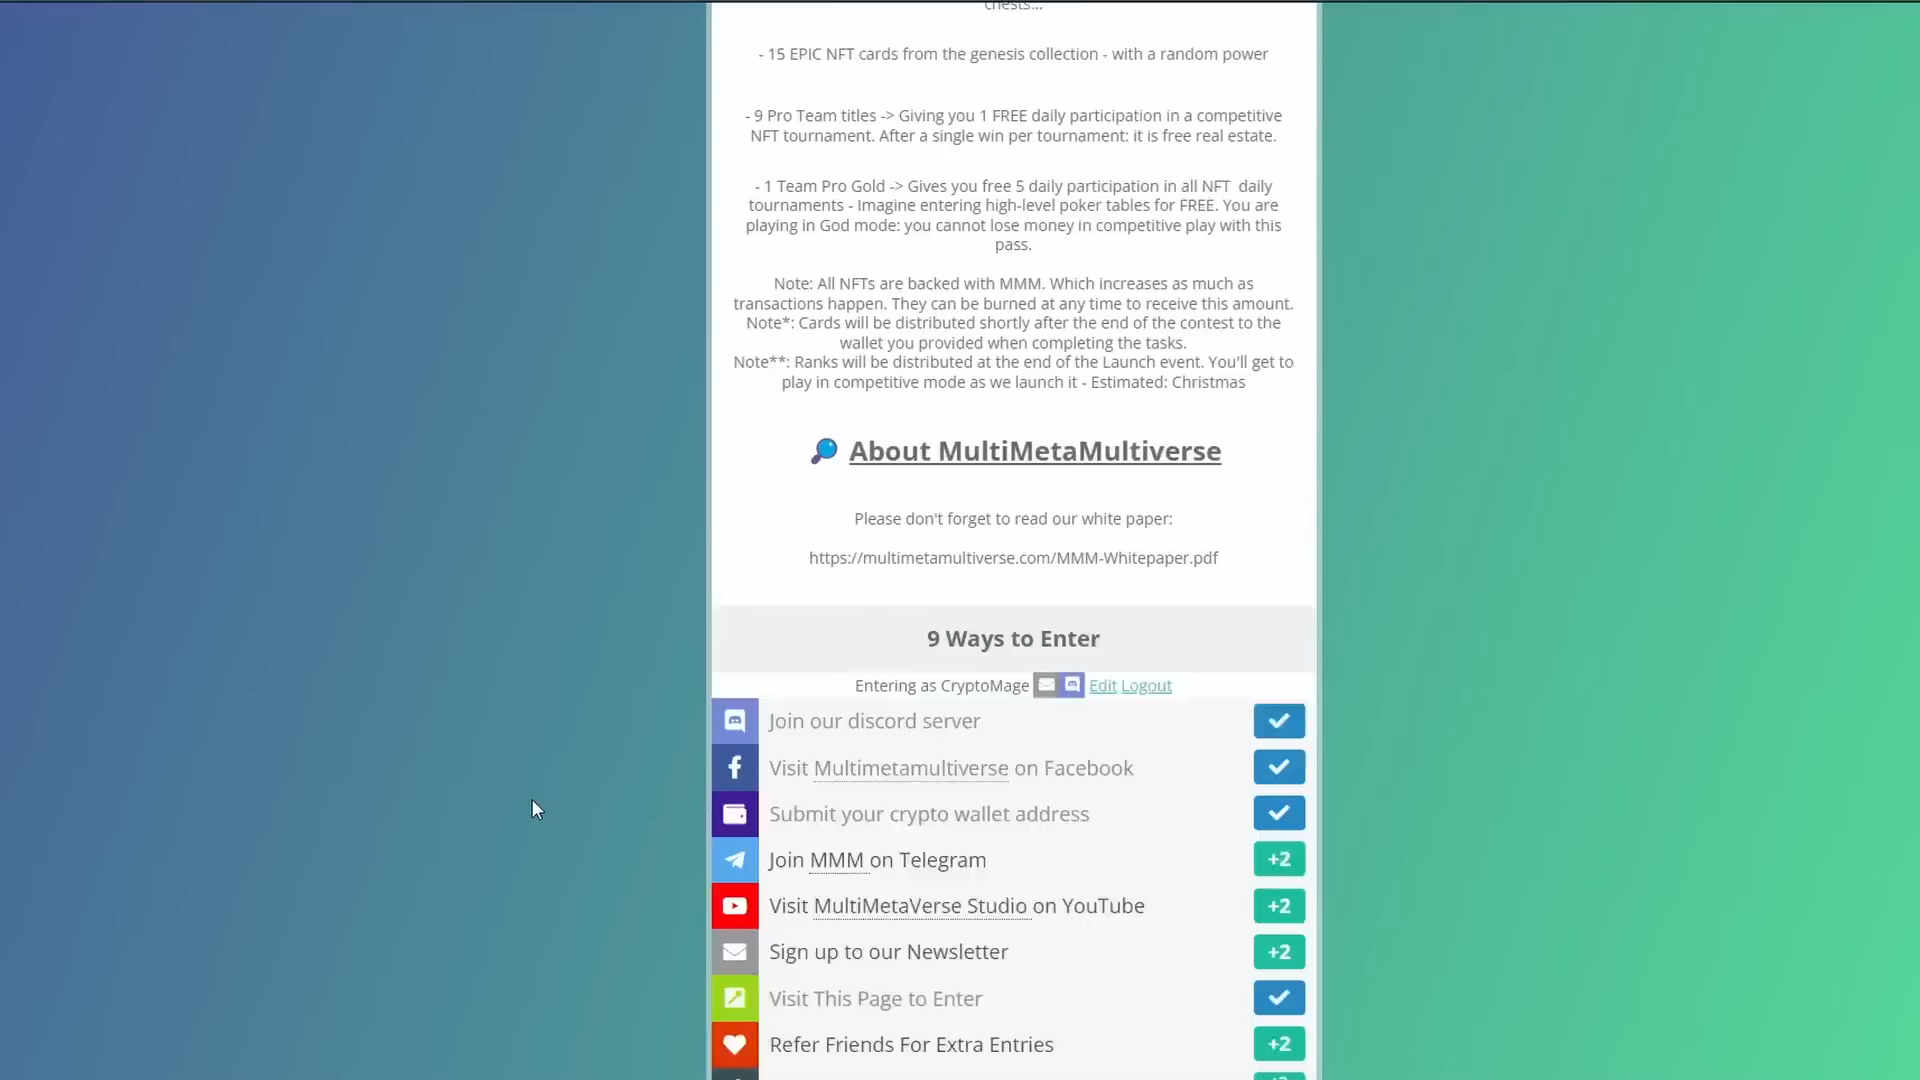 chests...
- 15 EPIC NFT cards from the genesis collection - with a random power
- 9 Pro Team titles -> Giving you 1 FREE daily participation in a competitive
NFT tournament. After a single win per tournament: it is free real estate.
- 1 Team Pro Gold -> Gives you free 5 daily participation in all NFT  daily
tournaments - Imagine entering high-level poker tables for FREE. You are
playing in God mode: you cannot lose money in competitive play with this
pass.
Note: All NFTs are backed with MMM. Which increases as much as
transactions happen. They can be burned at any time to receive this amount.
Note*: Cards will be distributed shortly after the end of the contest to the
wallet you provided when completing the tasks.
Note**: Ranks will be distributed at the end of the Launch event. You'll get to
play in competitive mode as we launch it - Estimated: Christmas
About MultiMetaMultiverse
Please don't forget to read our white paper:
https://multimetamultiverse.com/MMM-Whitepaper.pdf
9 Ways to Enter
Entering as CryptoMage Edit Logout
Join our discord server
Visit Multimetamultiverse on Facebook
Submit your crypto wallet address
Join MMM on Telegram +2
Visit MultiMetaVerse Studio on YouTube +2
Sign up to our Newsletter +2
Visit This Page to Enter
Refer Friends For Extra Entries +2